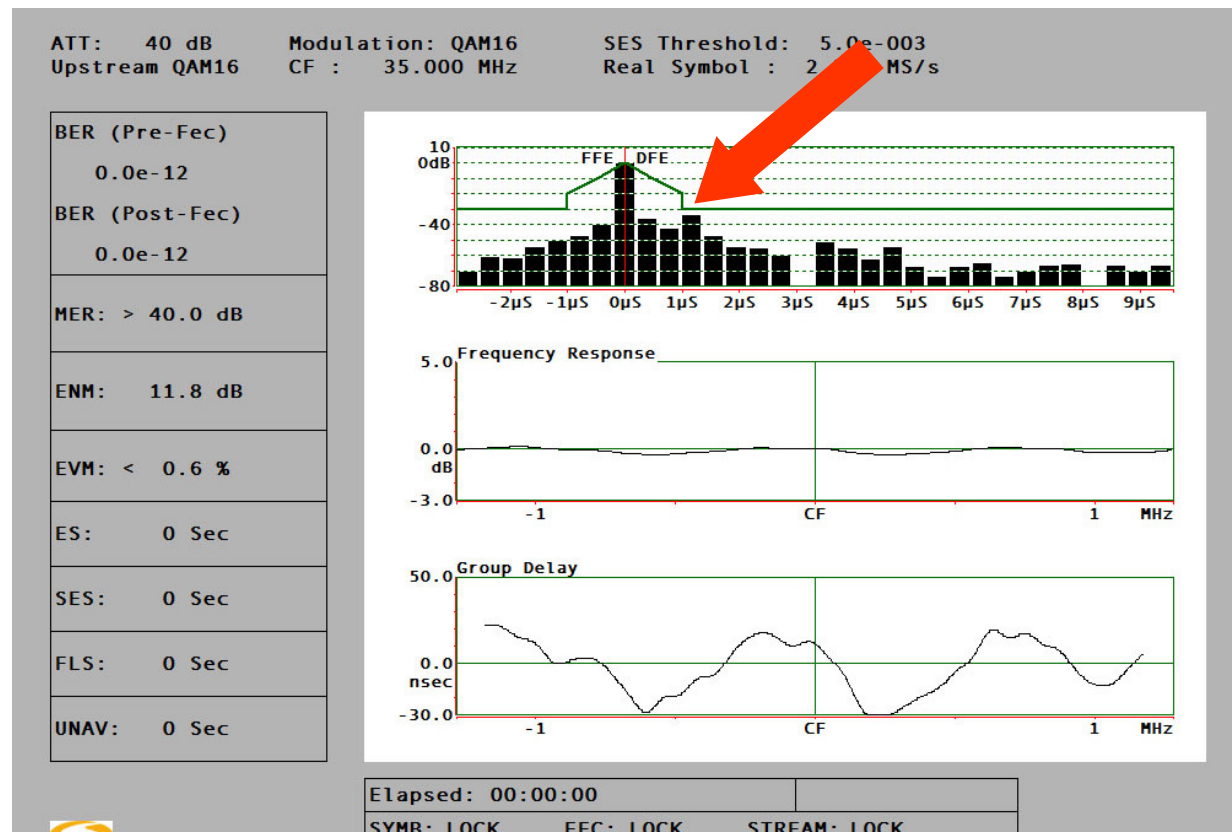 ATT: 40 dB Modulation: QAM16 SES Threshold: 5.0e-003
Upstream QAM16 CF : 35.000 MHz Real Symbol : 2 MS/s
BER (Pre-Fec)
0.0e-12
BER (Post-Fec)
0.0e-12
MER: > 40.0 dB
ENM: 11.8 dB
EVM: < 0.6 %
ES: 0 Sec
SES: 0 Sec
FLS: 0 Sec
UNAV: 0 Sec
10
0dB
FFE DFE
-40
-80
-2µS -1µS 0µS 1µS 2µS 3µS 4µS 5µS 6µS 7µS 8µS 9µS
Frequency Response
5.0
0.0
dB
-3.0
-1 CF 1 MHz
Group Delay
50.0
0.0
nsec
-30.0
-1 CF 1 MHz
Elapsed: 00:00:00
SYMB: LOCK FEC: LOCK STREAM: LOCK